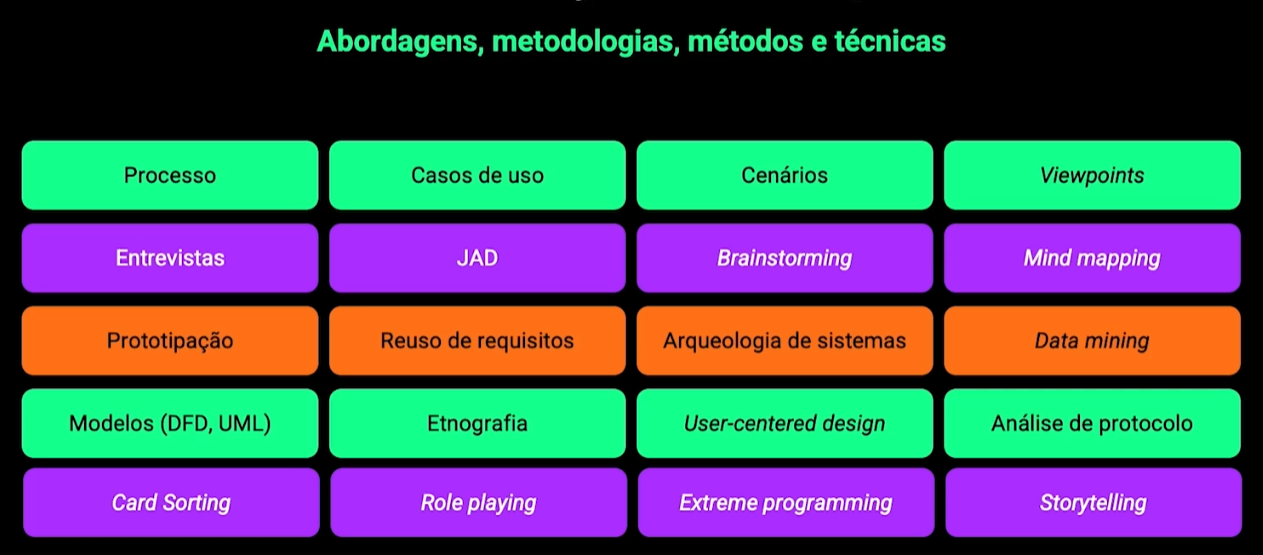 Abordagens, metodologias, métodos e técnicas
Processo
Casos de uso
Cenários
Viewpoints
Entrevistas
JAD
Brainstorming
Mind mapping
Prototipação
Reuso de requisitos
Arqueologia de sistemas
Data mining
Modelos (DFD, UML)
Etnografia
User-centered design
Análise de protocolo
Card Sorting
Role playing
Extreme programming
Storytelling